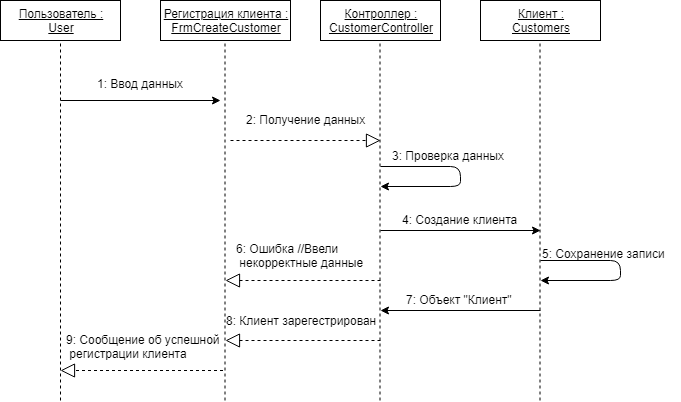 Пользователь :
User
Регистрация клиента :
FrmCreateCustomer
Контроллер :
CustomerController
Клиент :
Customers
1: Ввод данных
2: Получение данных
3: Проверка данных
4: Создание клиента
6: Ошибка //Ввели
некорректные данные
5: Сохранение записи
7: Объект "Клиент"
8: Клиент зарегестрирован
9: Сообщение об успешной
регистрации клиента